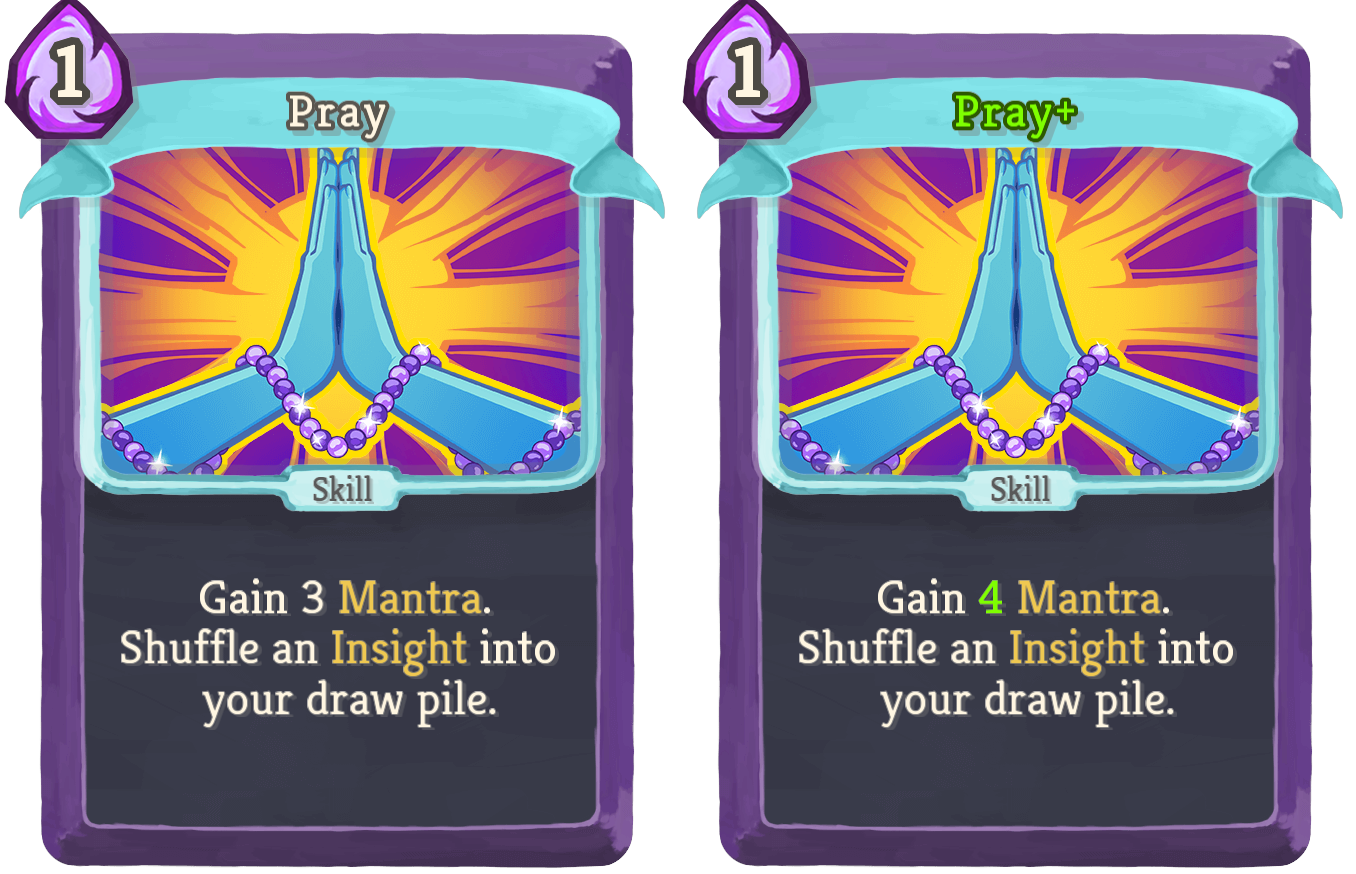 1
Pray
Skill
Gain 3 Mantra.
Shuffle an Insight into
your draw pile.
1
Pray+
Skill
Gain 4 Mantra.
Shuffle an Insight into
your draw pile.